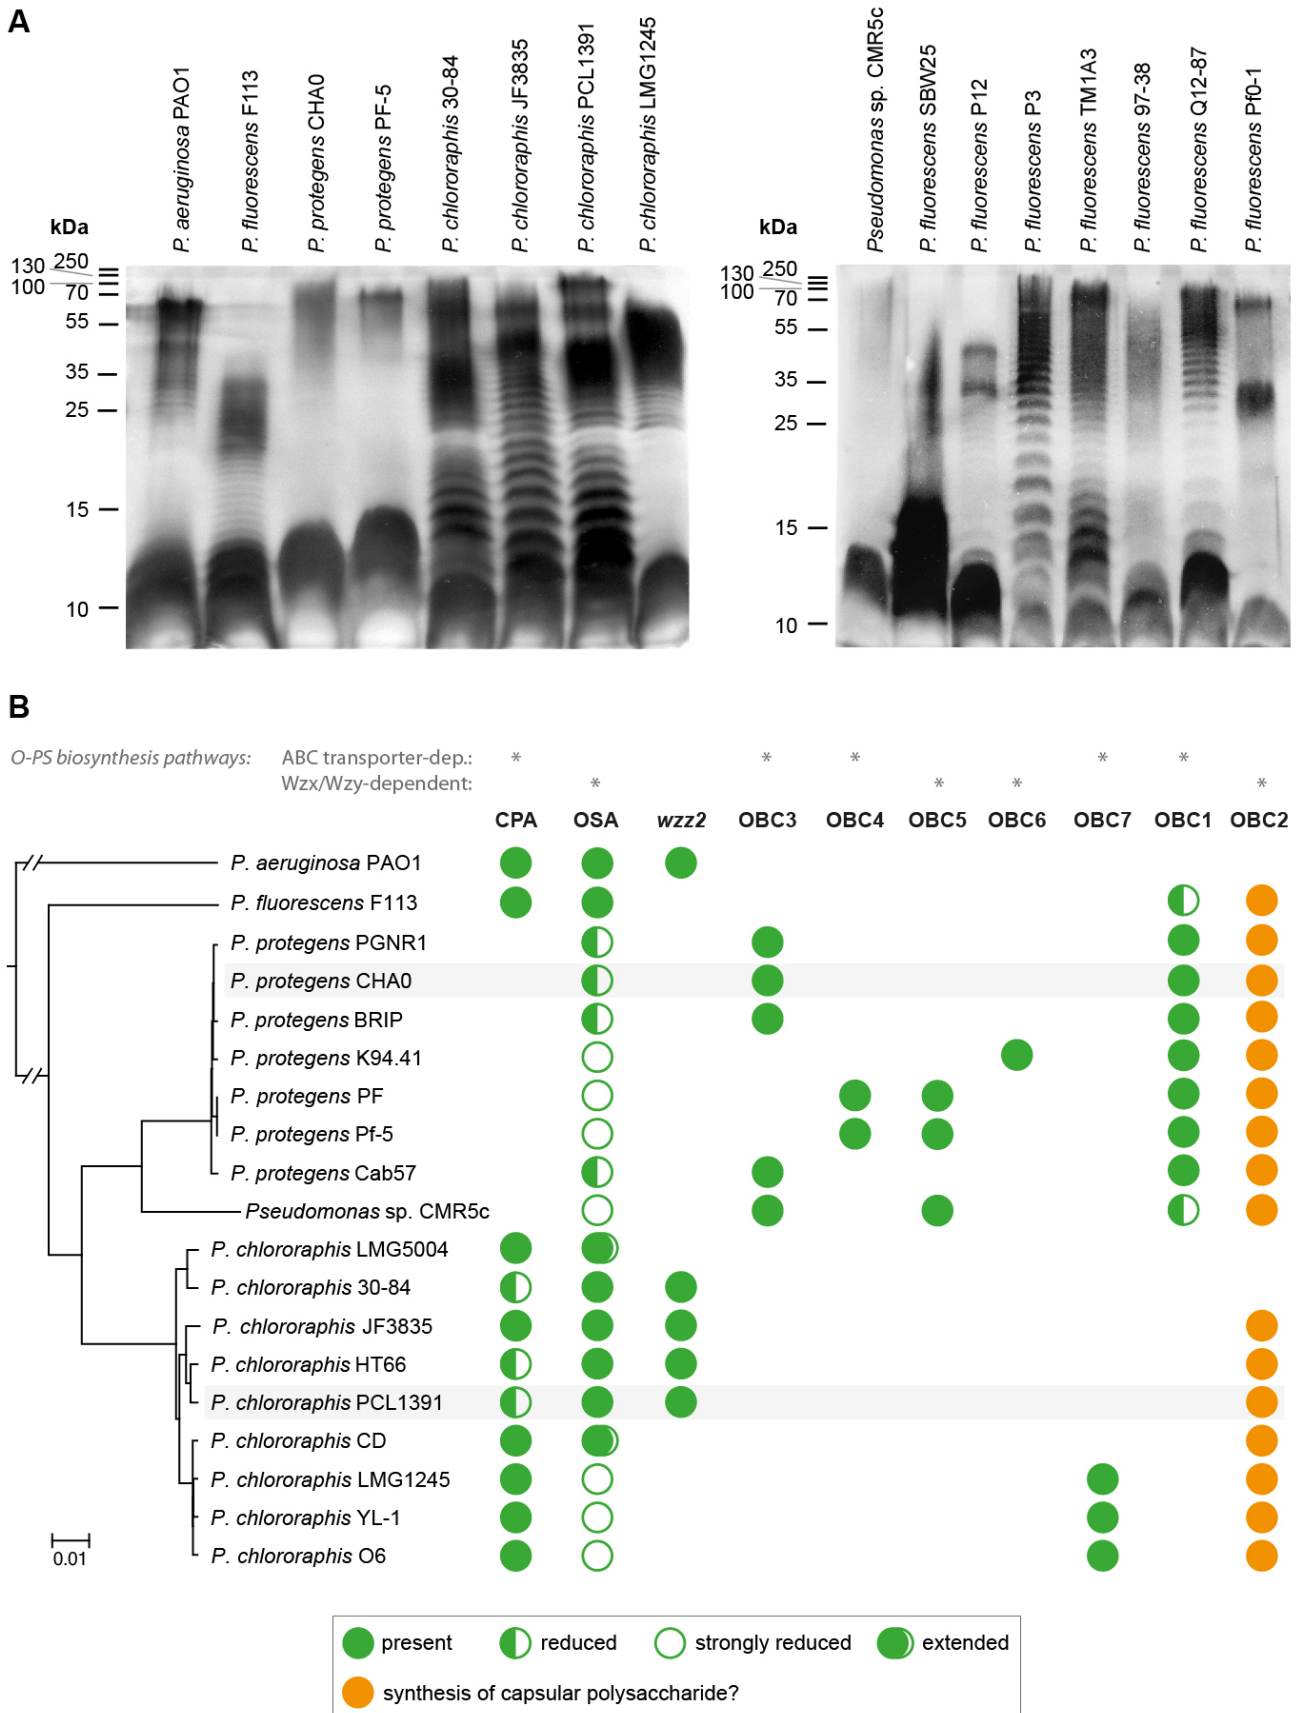 A
P. aeruginosa PAO1
P. fluorescens F113
P. protegens CHA0
P. protegens PF-5
P. chlororaphis 30-84
P. chlororaphis JF3835
P. chlororaphis PCL1391
P. chlororaphis LMG1245
kDa
130 250
100 70
55
35
25
15
10
Pseudomonas sp. CMR5c
P. fluorescens SBW25
P. fluorescens P12
P. fluorescens P3
P. fluorescens TM1A3
P. fluorescens 97-38
P. fluorescens Q12-87
P. fluorescens Pf0-1
kDa
130 250
100 70
55
35
25
15
10
B
O-PS biosynthesis pathways: ABC transporter-dep.: * * * * *
Wzx/Wzy-dependent: * * * *
CPA OSA wzz2 OBC3 OBC4 OBC5 OBC6 OBC7 OBC1 OBC2
P. aeruginosa PAO1
P. fluorescens F113
P. protegens PGNR1
P. protegens CHA0
P. protegens BRIP
P. protegens K94.41
P. protegens PF
P. protegens Pf-5
P. protegens Cab57
Pseudomonas sp. CMR5c
P. chlororaphis LMG5004
P. chlororaphis 30-84
P. chlororaphis JF3835
P. chlororaphis HT66
P. chlororaphis PCL1391
P. chlororaphis CD
P. chlororaphis LMG1245
P. chlororaphis YL-1
P. chlororaphis O6
0.01
present reduced strongly reduced extended
synthesis of capsular polysaccharide?